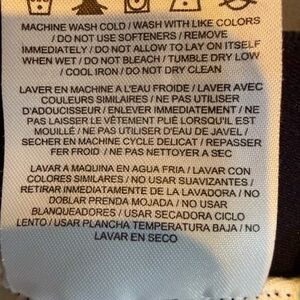 MACHINE WASH COLD / WASH WITH LIKE COLORS
/ DO NOT USE SOFTENERS / REMOVE
IMMEDIATELY / DO NOT ALLOW TO LAY ON ITSELF
WHEN WET / DO NOT BLEACH / TUMBLE DRY LOW
/ COOL IRON / DO NOT DRY CLEAN
LAVER EN MACHINE A L'EAU FROIDE / LAVER AVEC
COULEURS SIMILAIRES / NE PAS UTILISER
D'ADOUCISSEUR / ENLEVER IMMEDIATEMENT / NE
PAS LAISSER LE VÊTEMENT PLIÉ LORSQU'IL EST
MOUILLÉ / NE PAS UTILISER D'EAU DE JAVEL /
SECHER EN MACHINE CYCLE DELICAT / REPASSER
FER FROID / NE PAS NETTOYER A SEC
LAVAR A MAQUINA EN AGUA FRIA / LAVAR CON
COLORES SIMILARES / NO USAR SUAVIZANTES /
RETIRAR INMEDIATAMENTE DE LA LAVADORA / NO
DOBLAR PRENDA MOJADA / NO USAR
BLANQUEADORES / USAR SECADORA CICLO
LENTO / USAR PLANCHA TEMPERATURA BAJA / NO
LAVAR EN SECO